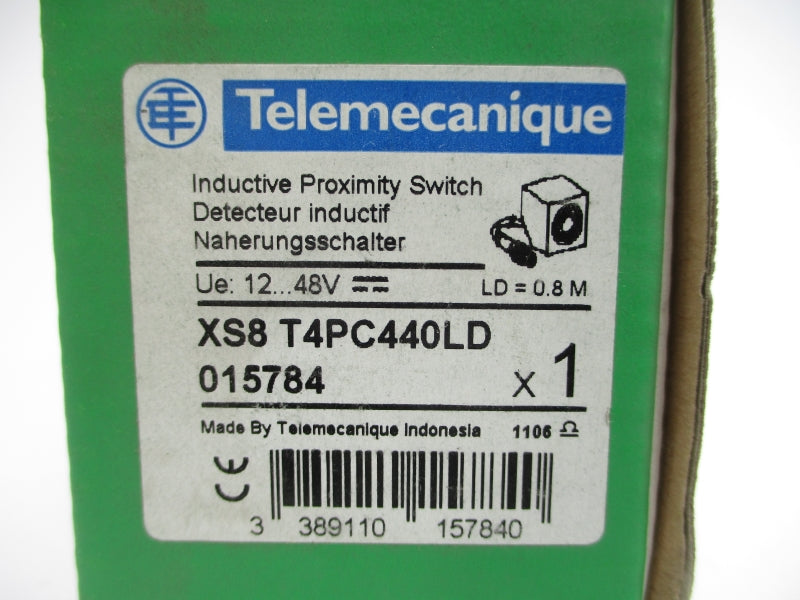 Telemecanique
Inductive Proximity Switch
Detecteur inductif
Naherungsschalter
Ue: 12...48V
LD = 0.8 M
XS8 T4PC440LD
015784
x 1
Made By Telemecanique Indonesia 1106
CE
3 389110 157840